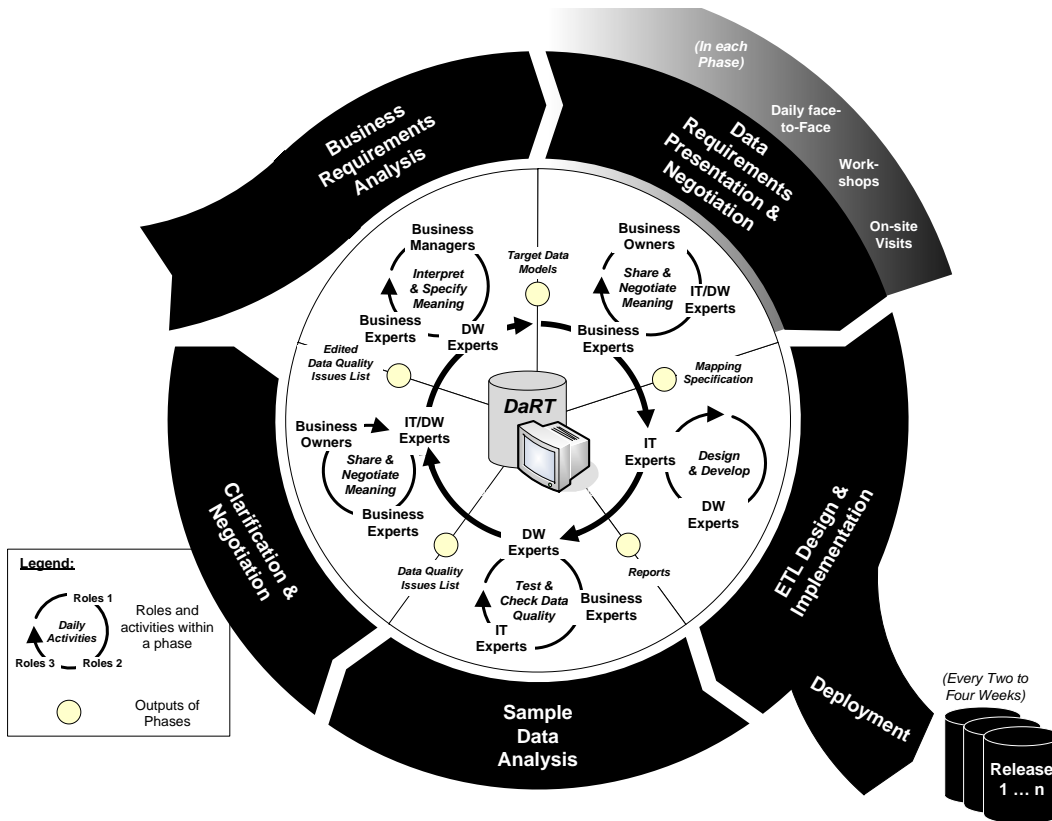 (In each
Phase)
Daily face-
to-Face
Work-
shops
On-site
Visits
Business
Requirements
Analysis
Data
Requirements
Presentation &
Negotiation
Business
Managers
Interpret
& Specify
Meaning
Business
Experts
DW
Experts
Target Data
Models
Business
Owners
Share &
Negotiate
Meaning
IT/DW
Experts
Business
Experts
Edited
Data Quality
Issues List
Mapping
Specification
DaRT
Business
Owners
IT/DW
Experts
Share &
Negotiate
Meaning
Business
Experts
IT
Experts
Design
& Develop
DW
Experts
Clarification &
Negotiation
ETL Design &
Implementation
DW
Experts
Data Quality
Issues List
Reports
Test &
Check Data
Quality
Business
Experts
IT
Experts
Legend:
Roles 1
Daily
Activities
Roles 3
Roles 2
Roles and
activities within
a phase
Outputs of
Phases
Sample
Data
Analysis
Deployment
(Every Two to
Four Weeks)
Release
1 ... n